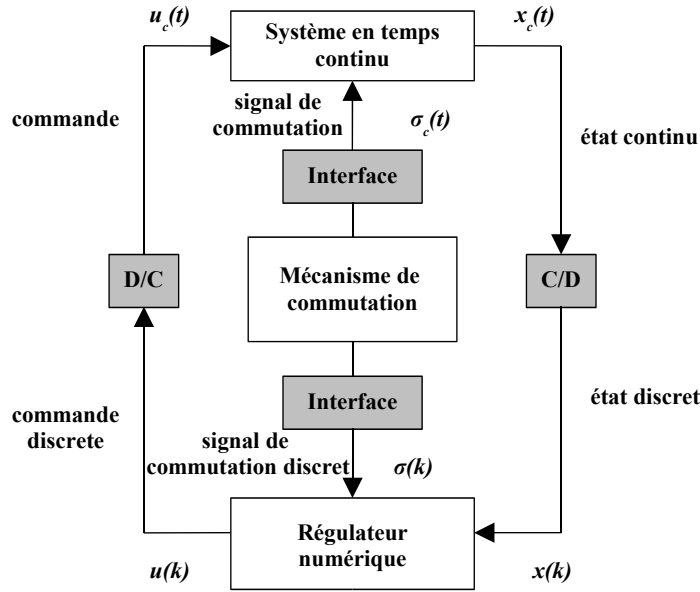 u_c(t)
Système en temps
continu
x_c(t)
commande
signal de
commutation
σ_c(t)
état continu
Interface
D/C
Mécanisme de
commutation
C/D
Interface
commande
discrete
état discret
signal de
commutation discret
σ(k)
Régulateur
numérique
u(k)
x(k)